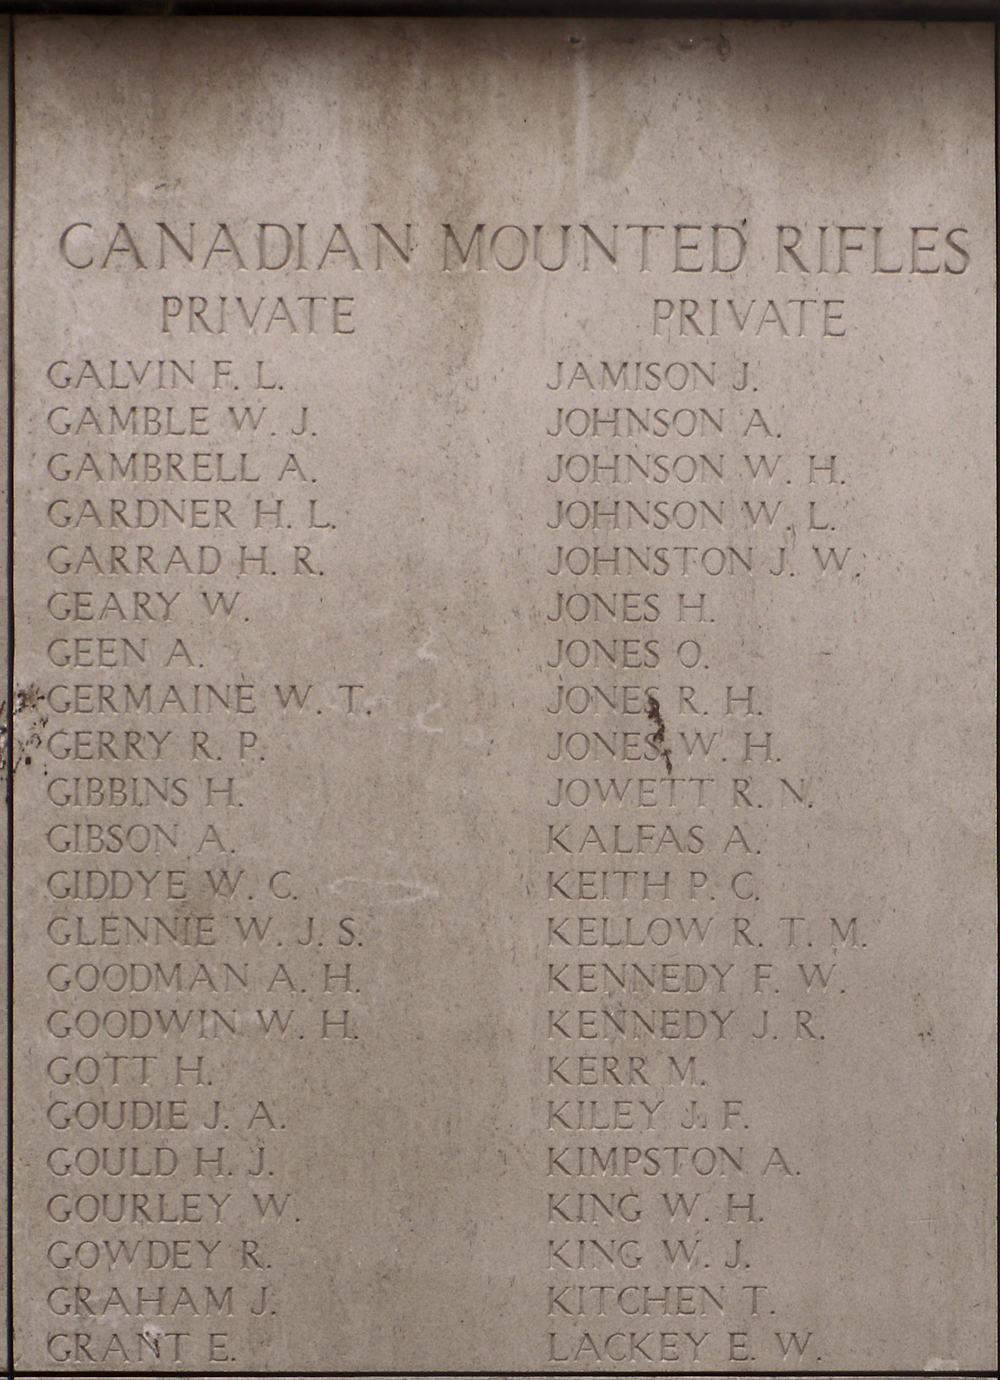 CANADIAN MOUNTED RIFLES
PRIVATE
GALVIN F. L.
GAMBLE W. J.
GAMBRELL A.
GARDNER H. L.
GARRAD H. R.
GEARY W.
GEEN A.
GERMAINE W. T.
GERRY R. P.
GIBBINS H.
GIBSON A.
GIDDYE W. C.
GLENNIE W. J. S.
GOODMAN A. H.
GOODWIN W. H.
GOTT H.
GOUDIE J. A.
GOULD H. J.
GOURLEY W.
GOWDEY R.
GRAHAM J.
GRANT E.
PRIVATE
JAMISON J.
JOHNSON A.
JOHNSON W. H.
JOHNSON W. L.
JOHNSTON J. W.
JONES H.
JONES O.
JONES R. H.
JONES W. H.
JOWETT R. N.
KALFAS A.
KEITH P. C.
KELLOW R. T. M.
KENNEDY F. W.
KENNEDY J. R.
KERR M.
KILEY J. F.
KIMPSTON A.
KING W. H.
KING W. J.
KITCHEN T.
LACKEY E. W.